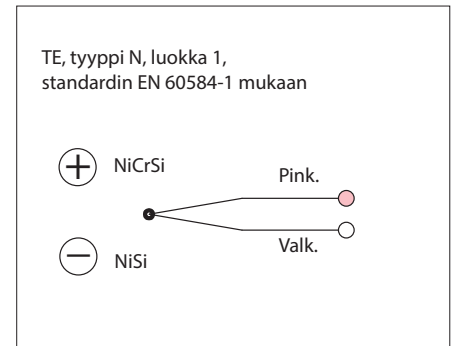 TE, tyyppi N, luokka 1,
standardin EN 60584-1 mukaan
+ NiCrSi
Pink.
Valk.
− NiSi